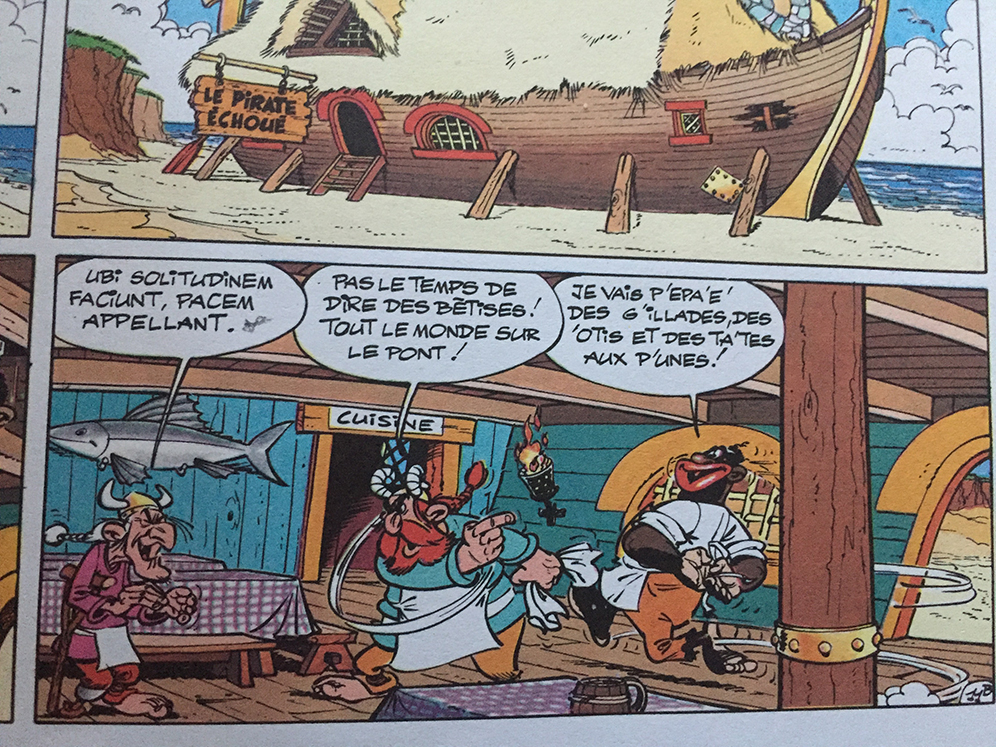 LE PIRATE
ÉCHOUÉ
UBI SOLITUDINEM
FACIUNT, PACEM
APPELLANT.
PAS LE TEMPS DE
DIRE DES BÊTISES!
TOUT LE MONDE SUR
LE PONT!
JE VAIS P'EPA'E'
DES G'ILLADES, DES
'OTIS ET DES TA'TES
AUX P'UNES!
CUISINE